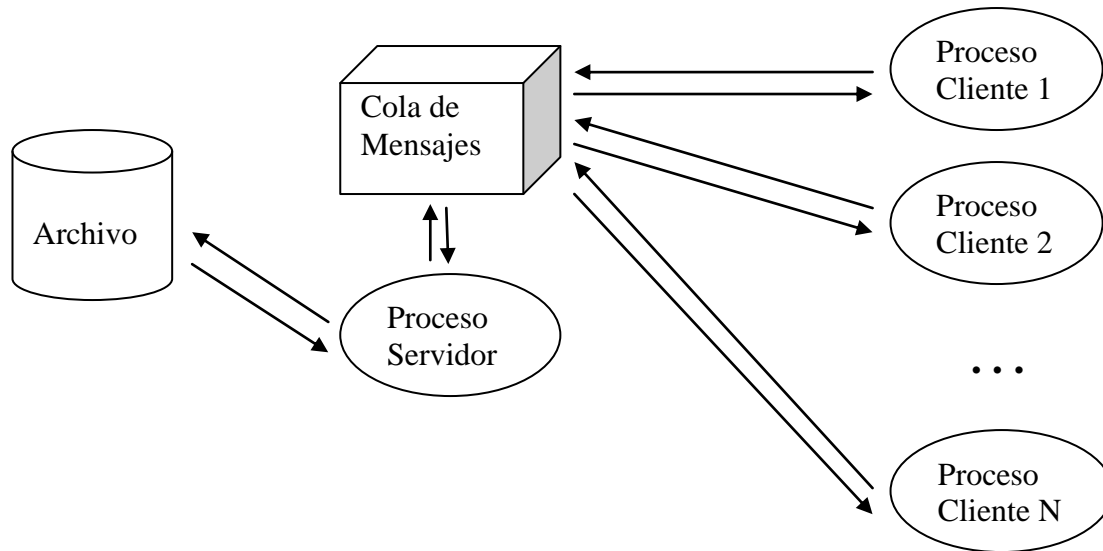 Cola de
Mensajes
Archivo
Proceso
Servidor
Proceso
Cliente 1
Proceso
Cliente 2
...
Proceso
Cliente N